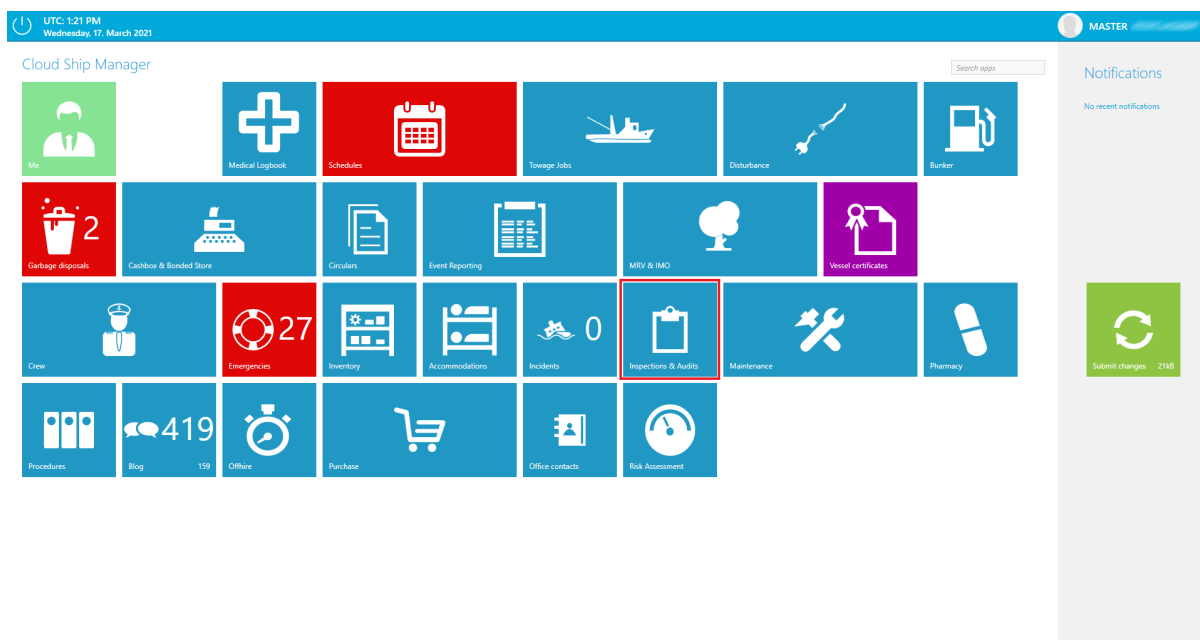 UTC: 1:21 PM
Wednesday, 17. March 2021
MASTER
Cloud Ship Manager
Search apps
Notifications
No recent notifications
Me
Medical Logbook
Schedules
Towage Jobs
Disturbance
Bunker
2
Garbage disposals
Cashbox & Bonded Store
Circulars
Event Reporting
MRV & IMO
Vessel certificates
Crew
27
Emergencies
Inventory
Accommodations
0
Incidents
Inspections & Audits
Maintenance
Pharmacy
Submit changes 21kB
Procedures
419
Blog 159
Offhire
Purchase
Office contacts
Risk Assessment